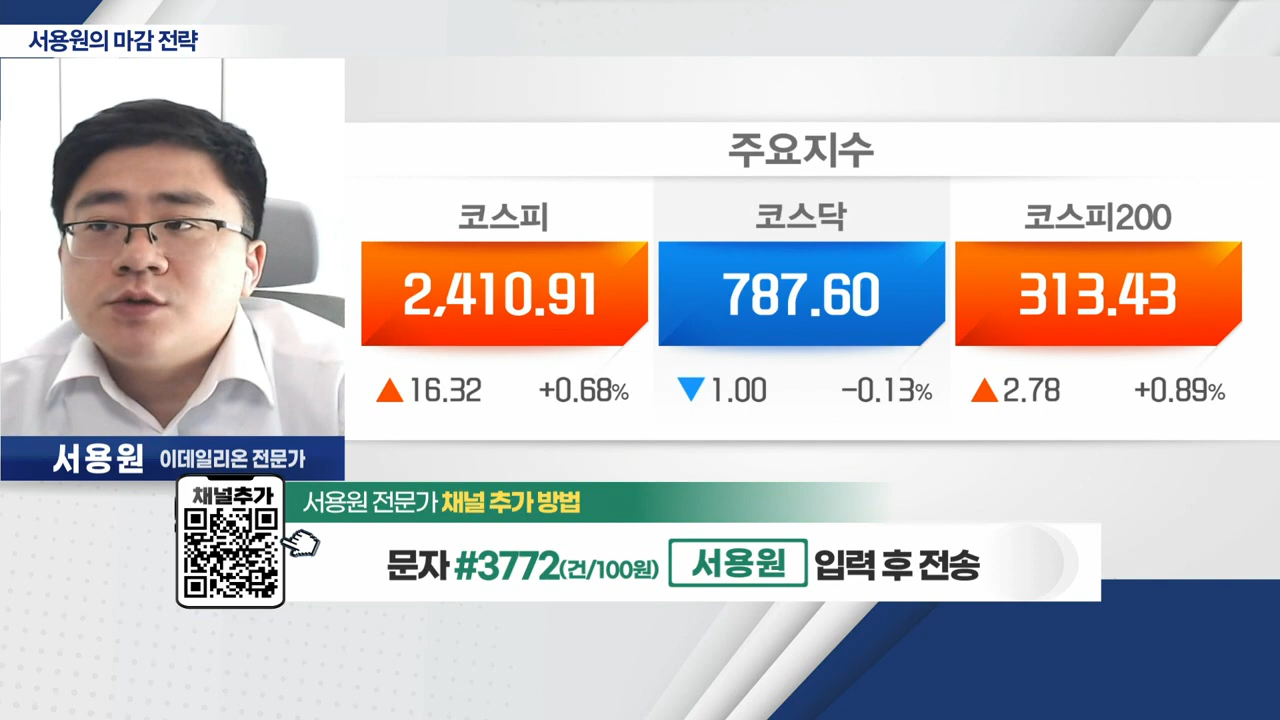 서용원의 마감 전략
주요지수
코스피 코스닥 코스피200
2,410.91 787.60 313.43
▲16.32 +0.68% ▼1.00 -0.13% ▲2.78 +0.89%
서용원 이데일리온 전문가
채널추가
서용원 전문가 채널 추가 방법
문자 #3772(건/100원) 서용원 입력 후 전송